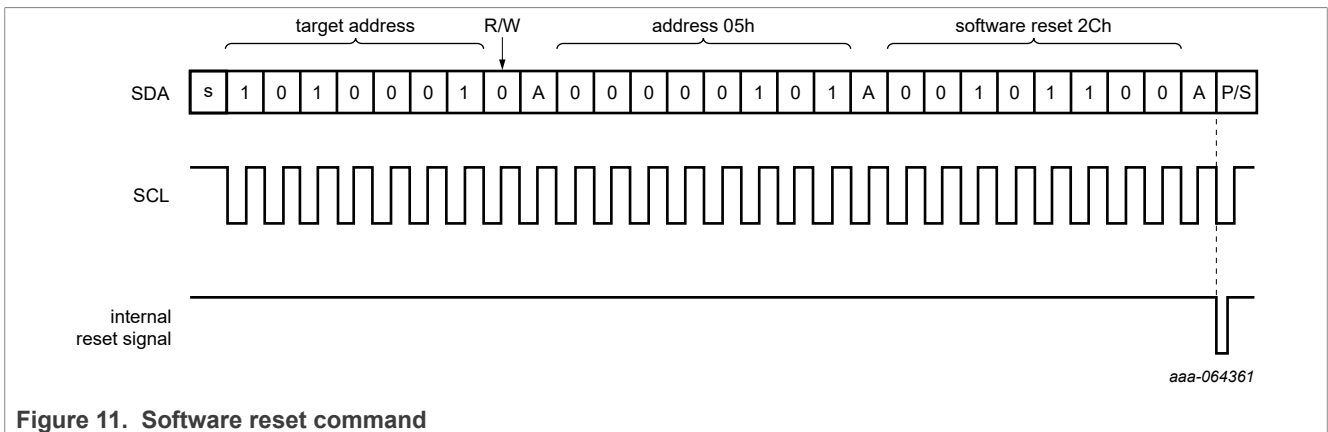 target address R/W address 05h software reset 2Ch
SDA s 1 0 1 0 0 0 1 0 A 0 0 0 0 0 1 0 1 A 0 0 1 0 1 1 0 0 A P/S
SCL
internal
reset signal
aaa-064361
Figure 11. Software reset command